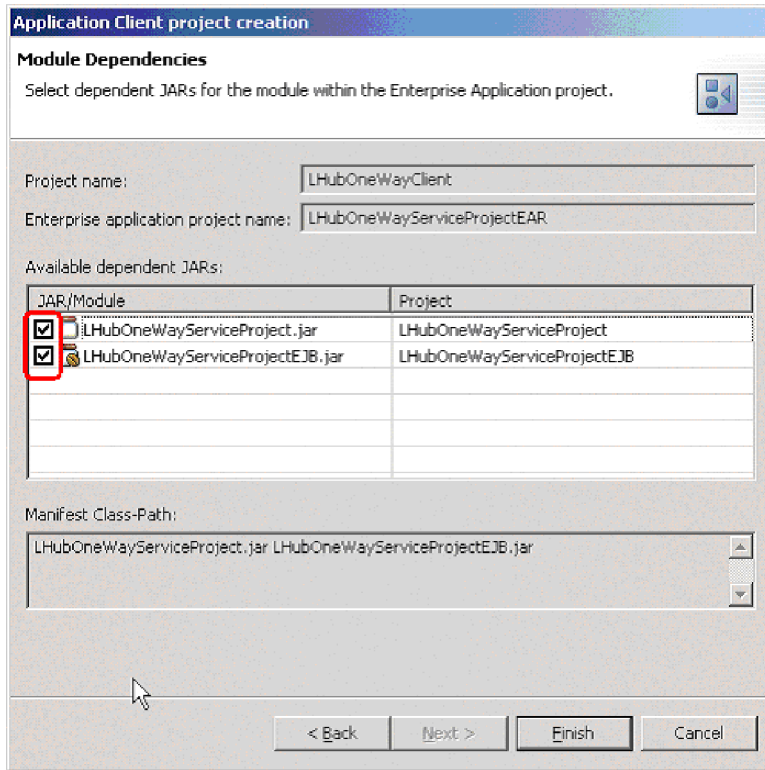 Application Client project creation
Module Dependencies
Select dependent JARs for the module within the Enterprise Application project.
Project name: LHubOneWayClient
Enterprise application project name: LHubOneWayServiceProjectEAR
Available dependent JARs:
JAR/Module Project
LHubOneWayServiceProject.jar LHubOneWayServiceProject
LHubOneWayServiceProjectEJB.jar LHubOneWayServiceProjectEJB
Manifest Class-Path:
LHubOneWayServiceProject.jar LHubOneWayServiceProjectEJB.jar
< Back Next > Finish Cancel